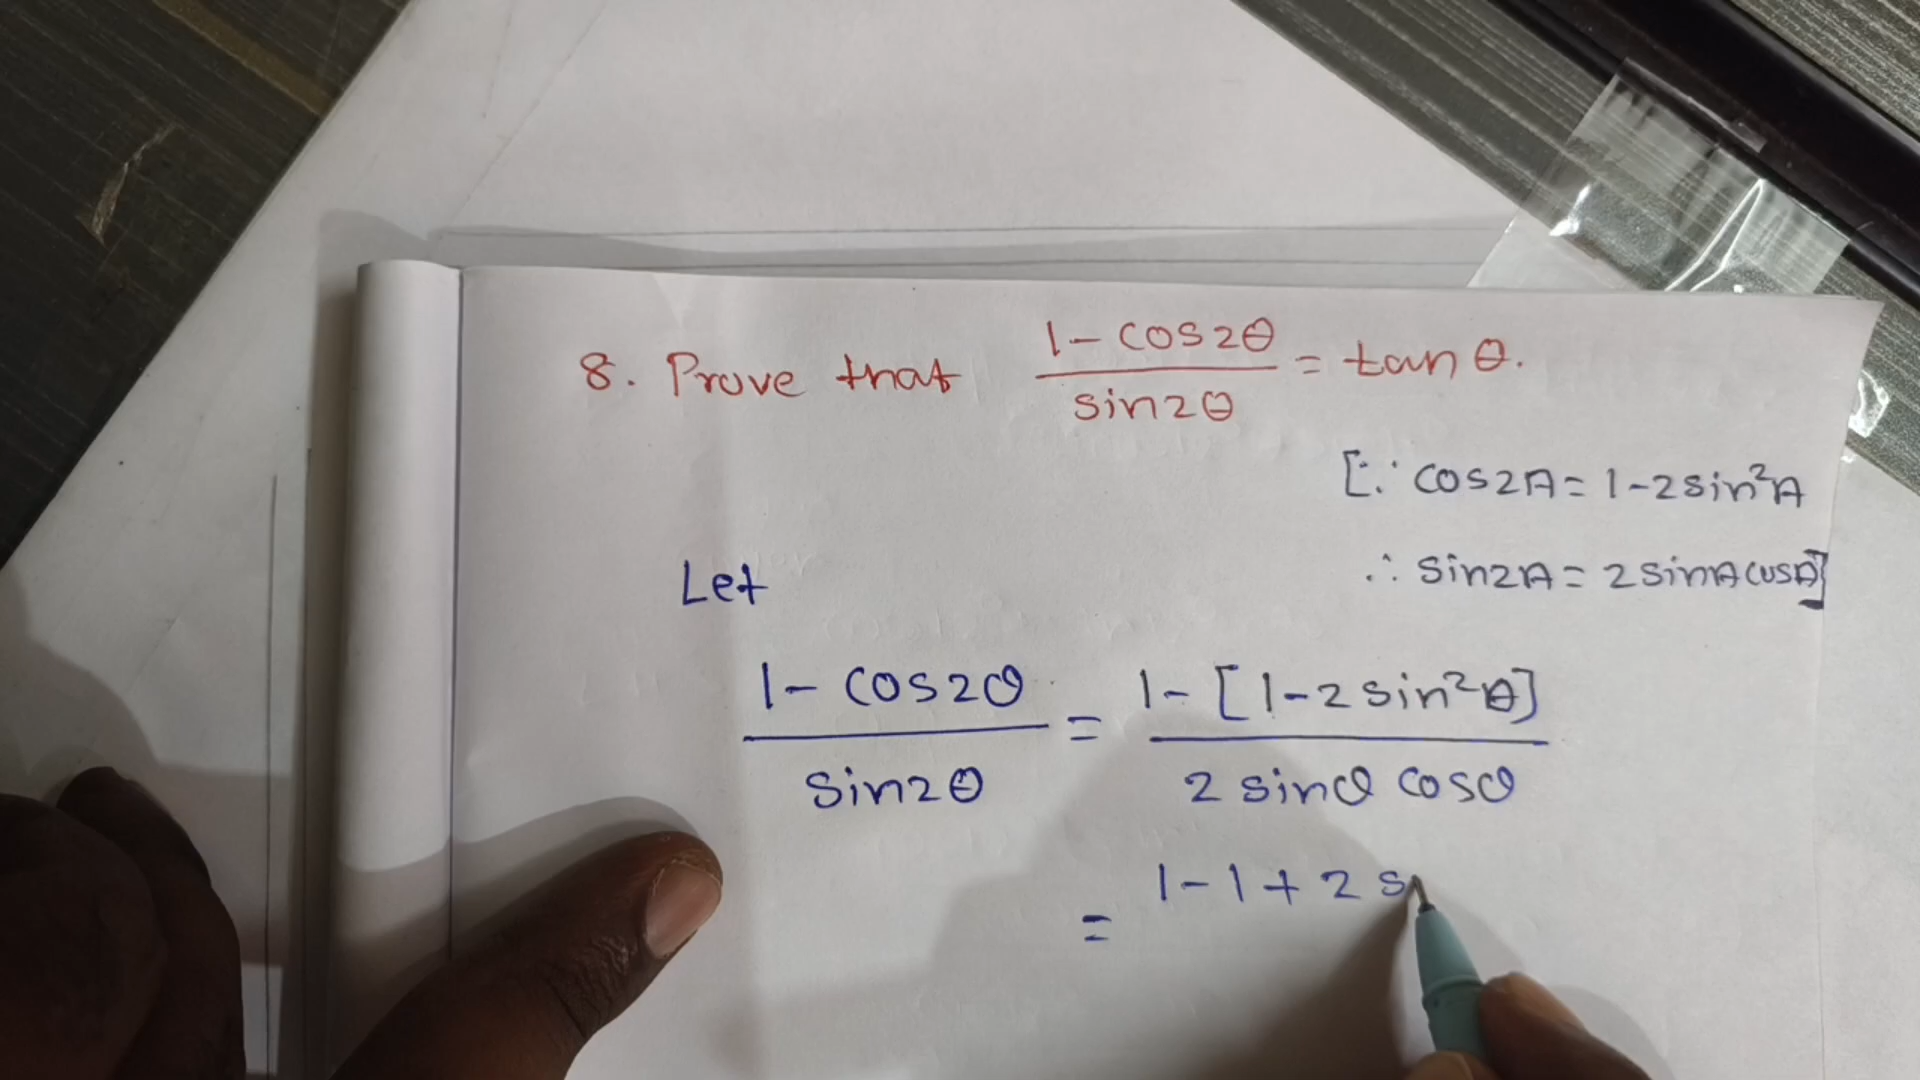 8. Prove that (1 - cos2θ)/(sin2θ) = tan θ.
[∵ cos2A = 1 - 2sin²A
∴ sin2A = 2sinA cosA]
Let
(1 - cos2θ)/(sin2θ) = (1 - [1 - 2sin²θ])/(2 sinθ cosθ)
= 1 - 1 + 2 s